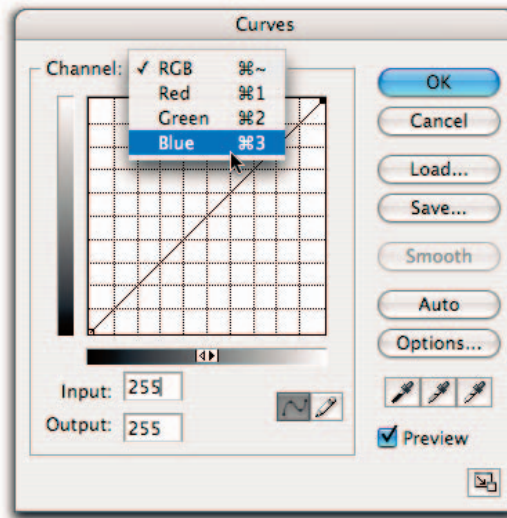 Curves
Channel: ✓ RGB ⌘~
Red ⌘1
Green ⌘2
Blue ⌘3
OK
Cancel
Load...
Save...
Smooth
Auto
Options...
Input: 255
Output: 255
Preview